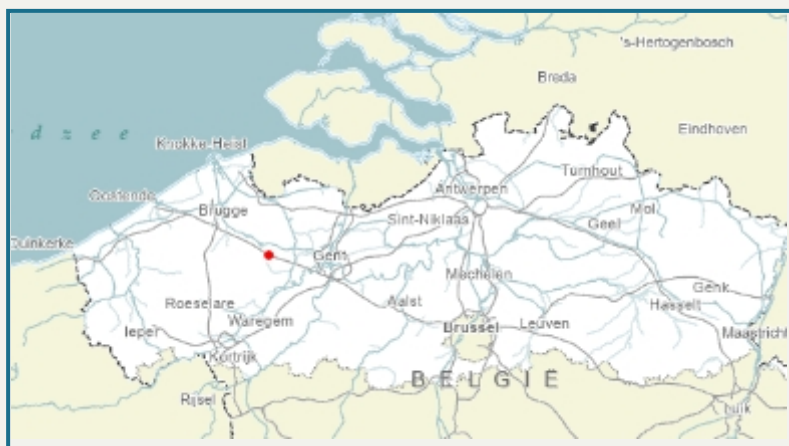 's-Hertogenbosch
Breda
Eindhoven
d z e e
Knokke-Heist
Turnhout
Antwerpen
Oostende
Brugge
Mol
Sint-Niklaas
Geel
Duinkerke
Gent
Mechelen
Genk
Roeselare
Aalst
Hasselt
Waregem
Ieper
Brussel
Leuven
Maastricht
Kortrijk
BELGIË
Rijsel
Luik